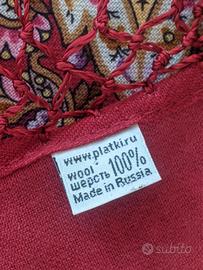 www.platki.ru
wool
шерсть 100%
Made in Russia
subito